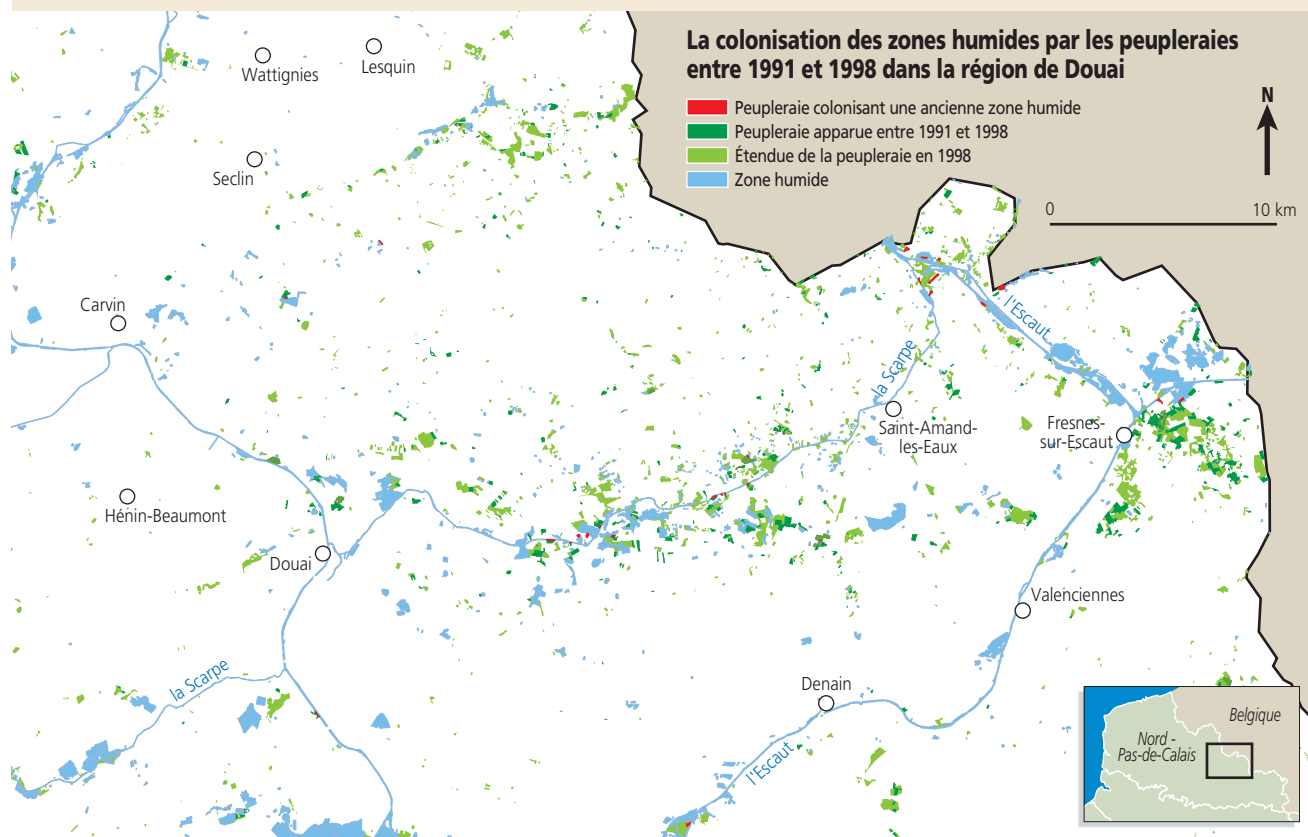 La colonisation des zones humides par les peupleraies
entre 1991 et 1998 dans la région de Douai
Peupleraie colonisant une ancienne zone humide
Peupleraie apparue entre 1991 et 1998
Étendue de la peupleraie en 1998
Zone humide
N
0 10 km
Wattignies
Lesquin
Seclin
Carvin
l'Escaut
la Scarpe
Saint-Amand-
les-Eaux
Fresnes-
sur-Escaut
Hénin-Beaumont
Douai
Valenciennes
la Scarpe
Denain
l'Escaut
Belgique
Nord -
Pas-de-Calais